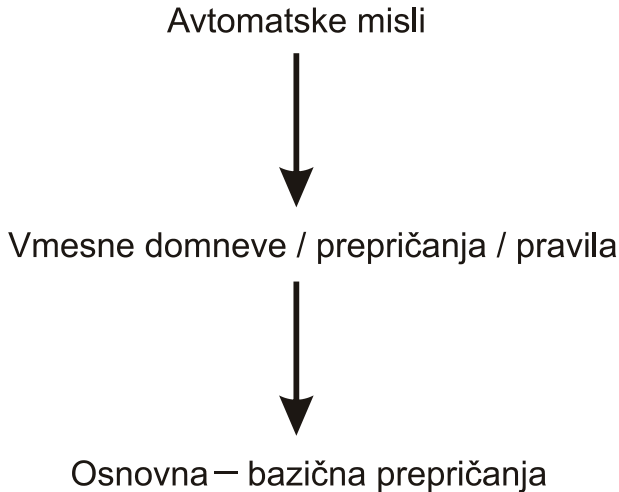 Avtomatske misli
Vmesne domneve / prepričanja / pravila
Osnovna – bazična prepričanja